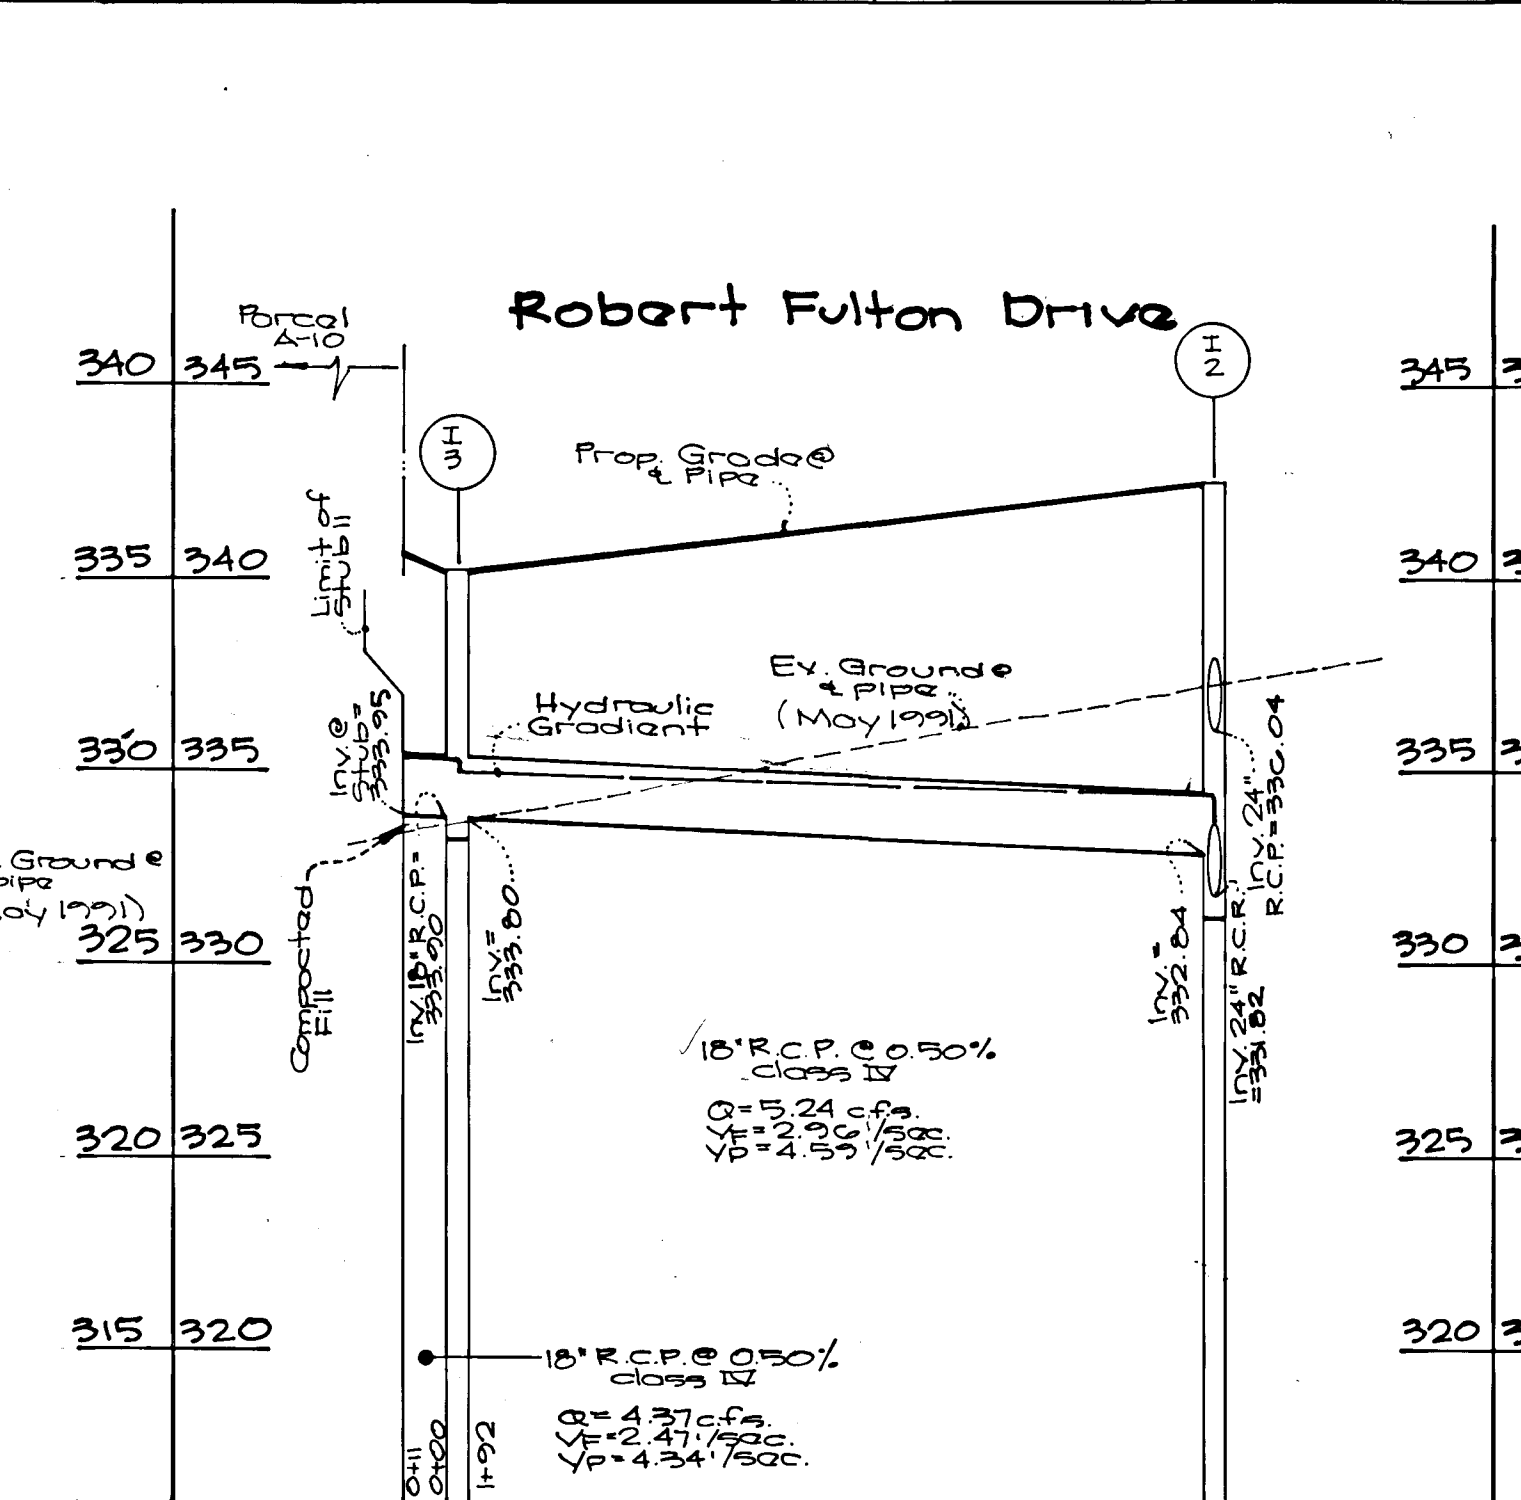 Robert Fulton Drive
Parcel
A-10
340 345
335 340
330 335
325 330
320 325
315 320
I
3
I
2
Prop. Grade @
℄ Pipe
Limit of
Stub
Ex. Ground @
℄ pipe
(May 1991)
Hydraulic
Gradient
Inv. @
Stub=
333.95
Ground @
pipe
1991)
Compacted
Fill
Inv. 18" R.C.P.=
333.90
Inv.=
333.80
Inv.=
332.84
Inv. 24"
R.C.P.=336.04
Inv. 24" R.C.P.
=331.82
18" R.C.P. @ 0.50%
class IV
Q=5.24 c.f.s.
VF=2.96'/sec.
VP=4.59'/sec.
18" R.C.P. @ 0.50%
class IV
Q=4.37 c.f.s.
VF=2.47'/sec.
VP=4.34'/sec.
0+11
0+00
1+92
345
340
335
330
325
320